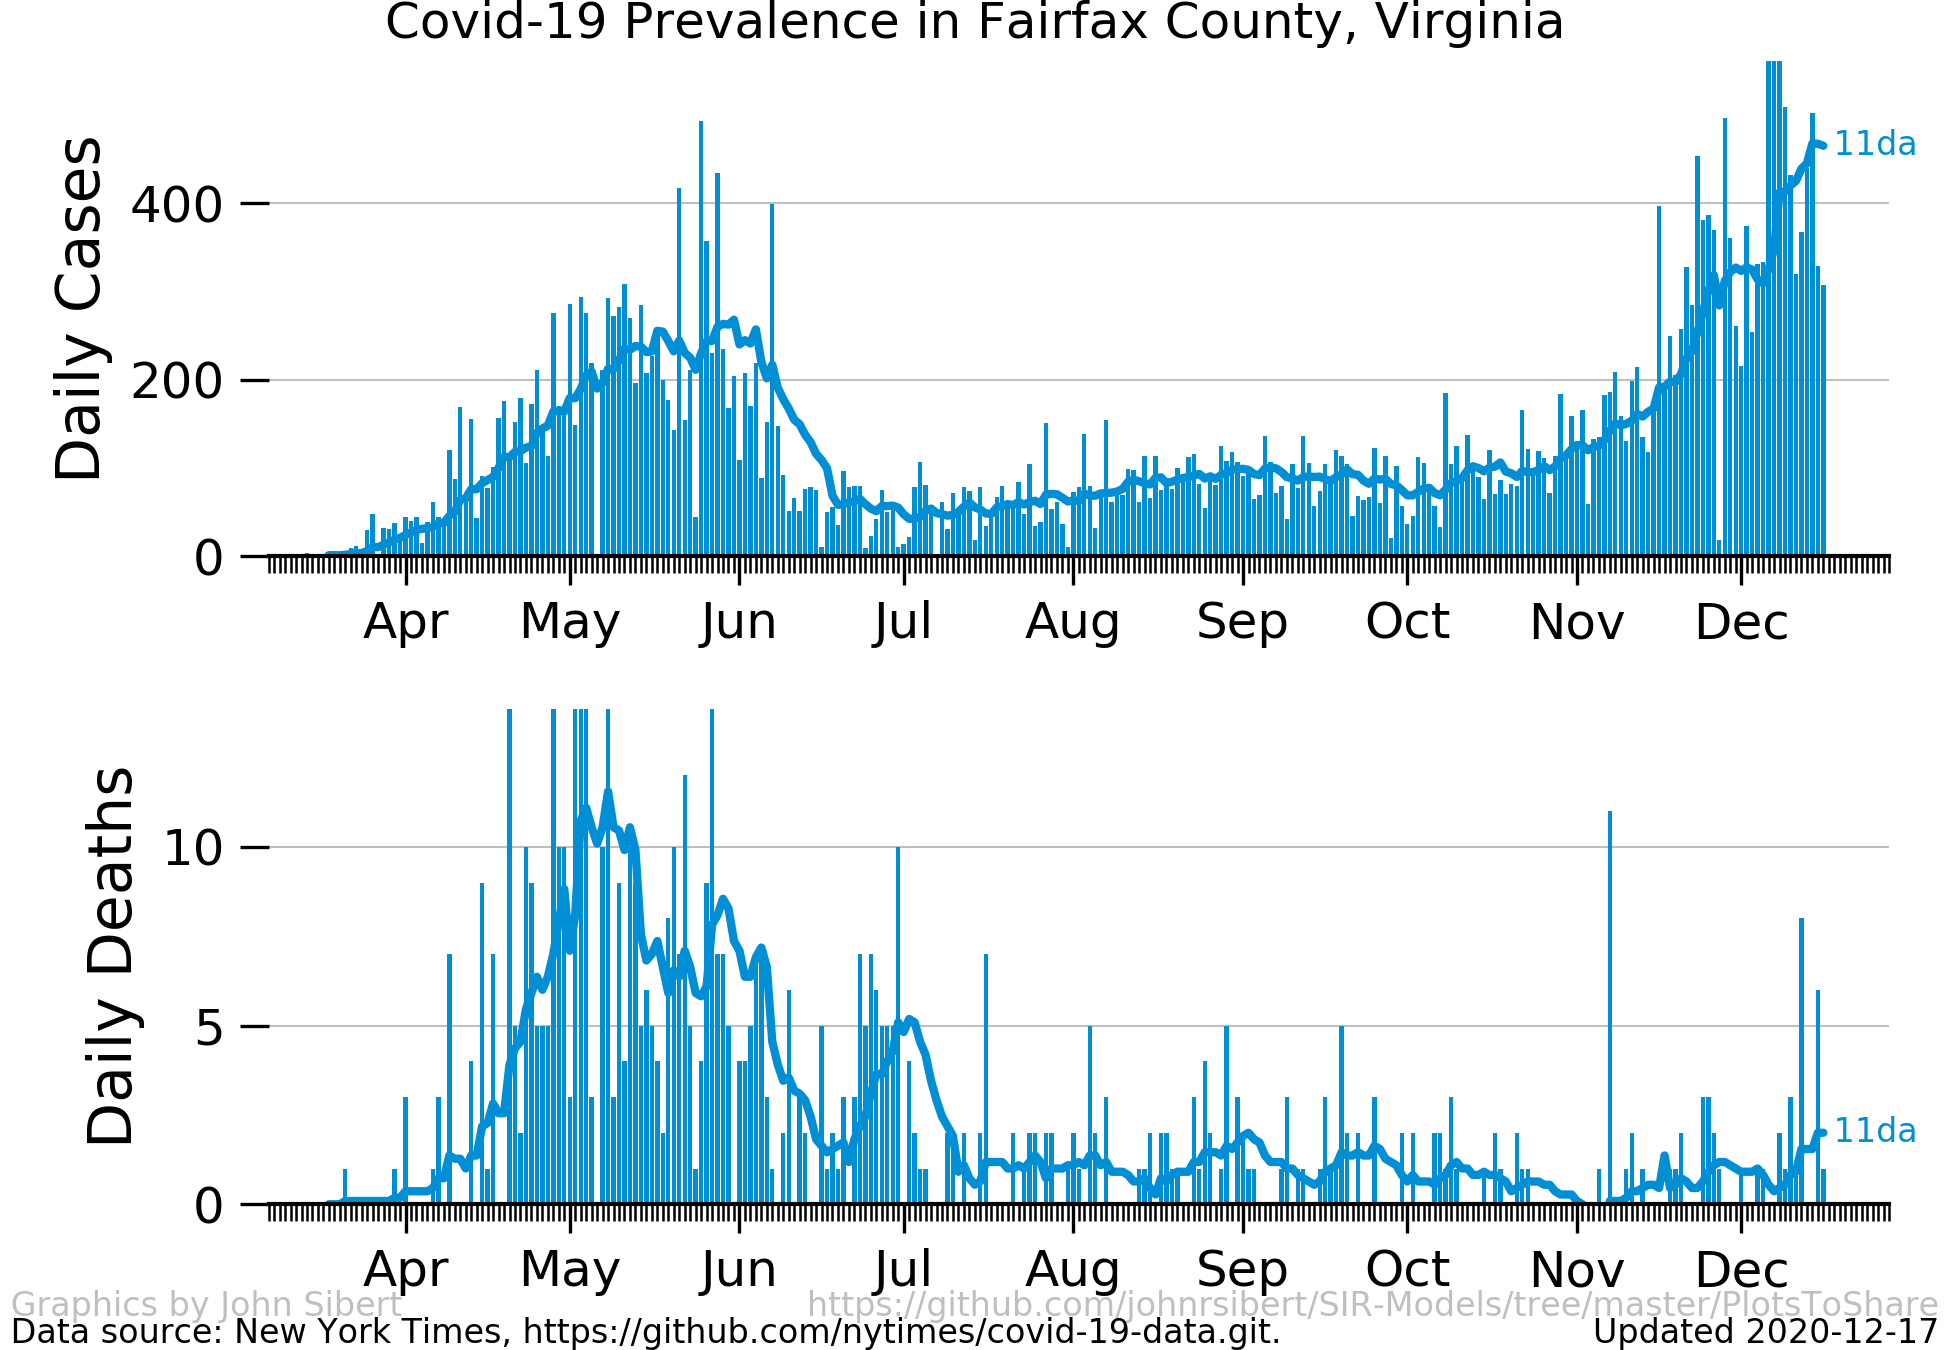 Covid-19 Prevalence in Fairfax County, Virginia
Daily Cases
400
200
0
11da
Apr May Jun Jul Aug Sep Oct Nov Dec
Daily Deaths
10
5
0
11da
Apr May Jun Jul Aug Sep Oct Nov Dec
Graphics by John Sibert https://github.com/johnrsibert/SIR-Models/tree/master/PlotsToShare
Data source: New York Times, https://github.com/nytimes/covid-19-data.git. Updated 2020-12-17